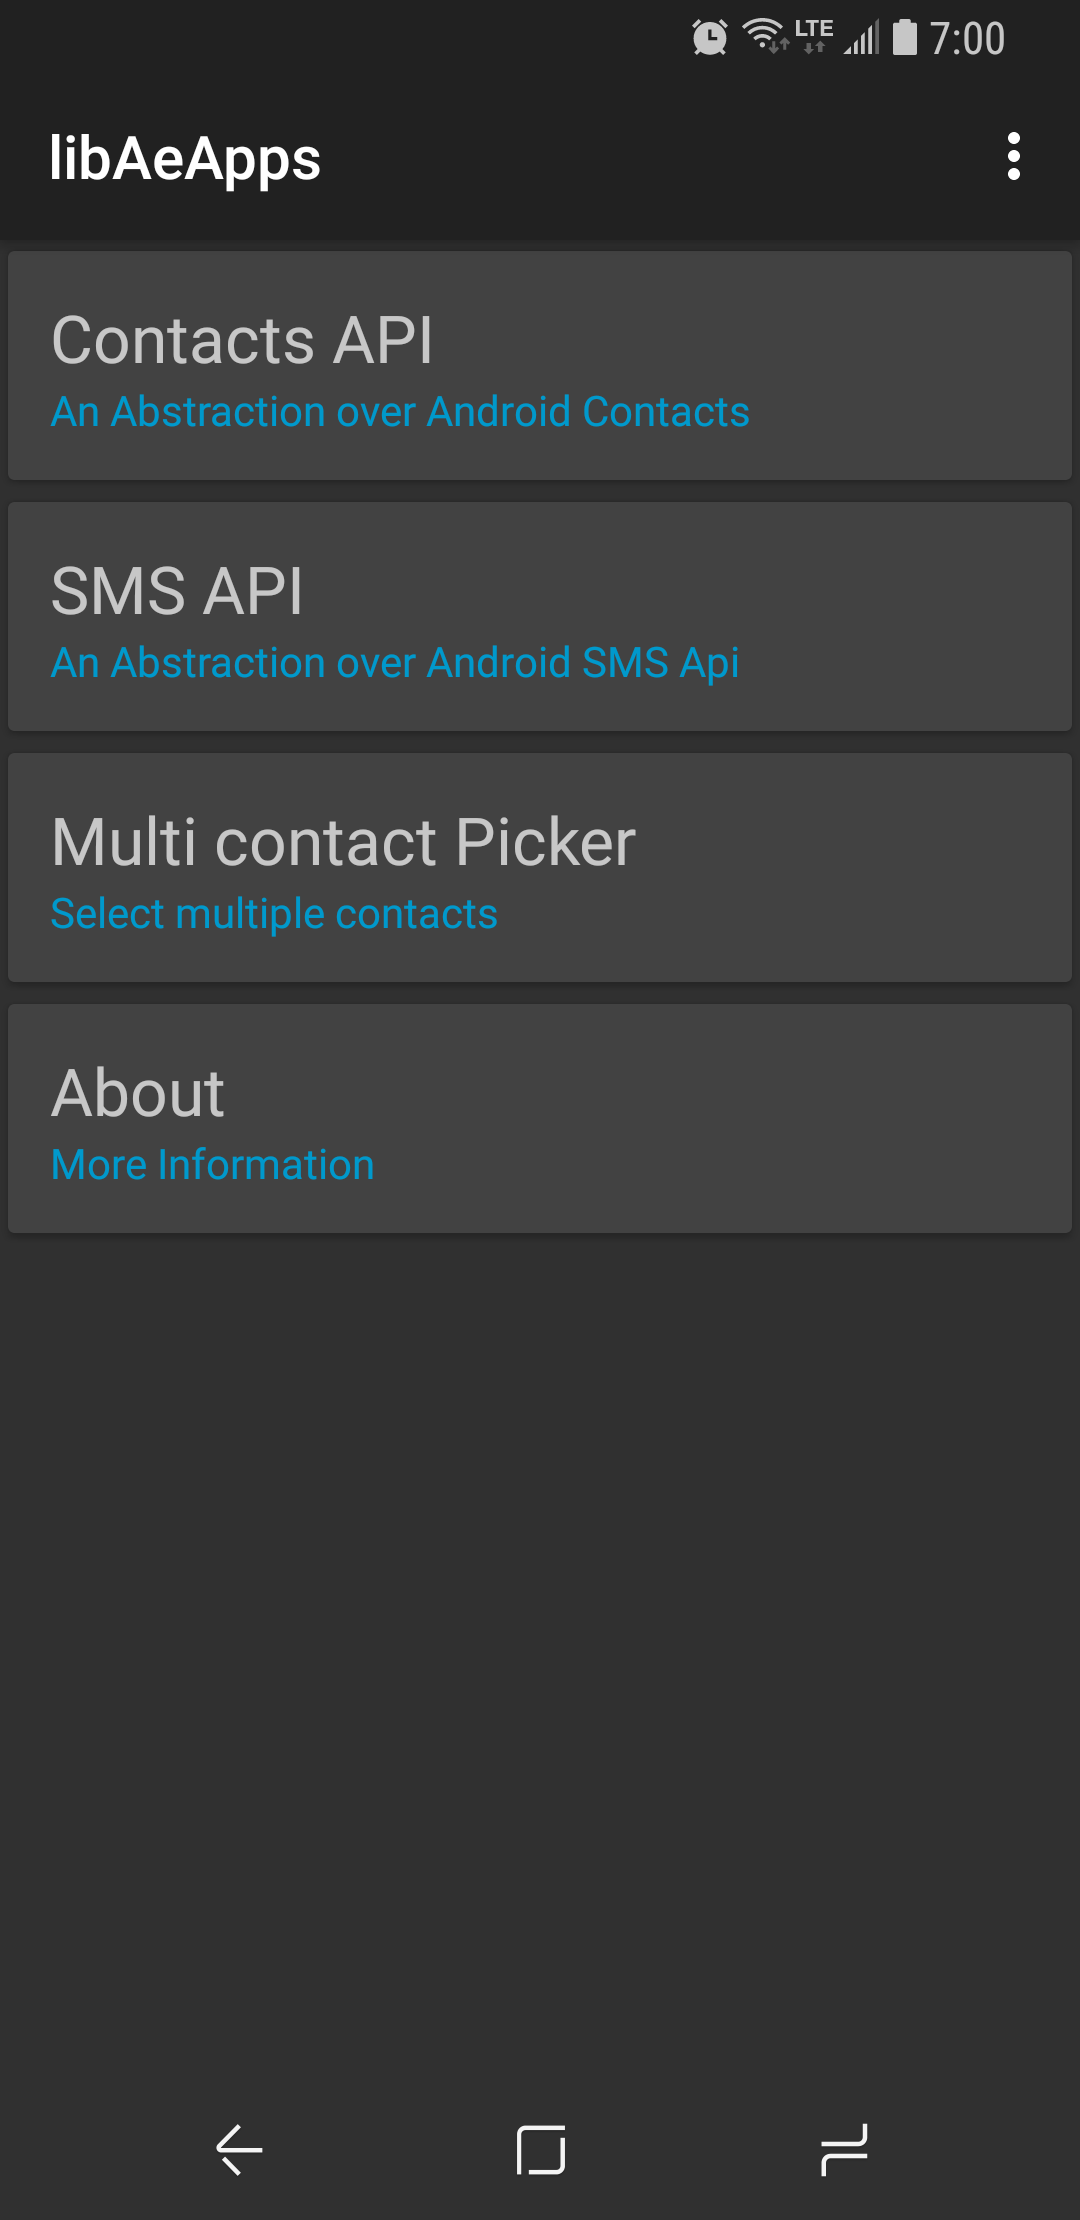 LTE 7:00
libAeApps
Contacts API
An Abstraction over Android Contacts
SMS API
An Abstraction over Android SMS Api
Multi contact Picker
Select multiple contacts
About
More Information